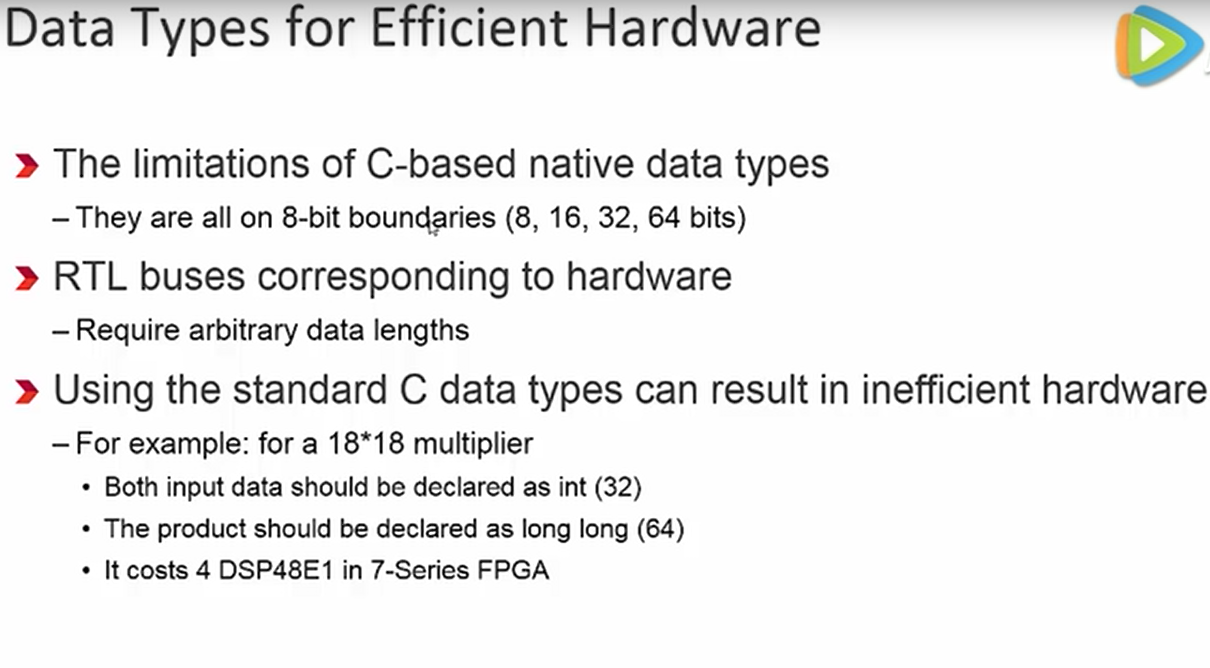 Data Types for Efficient Hardware
The limitations of C-based native data types
– They are all on 8-bit boundaries (8, 16, 32, 64 bits)
RTL buses corresponding to hardware
– Require arbitrary data lengths
Using the standard C data types can result in inefficient hardware
– For example: for a 18*18 multiplier
• Both input data should be declared as int (32)
• The product should be declared as long long (64)
• It costs 4 DSP48E1 in 7-Series FPGA